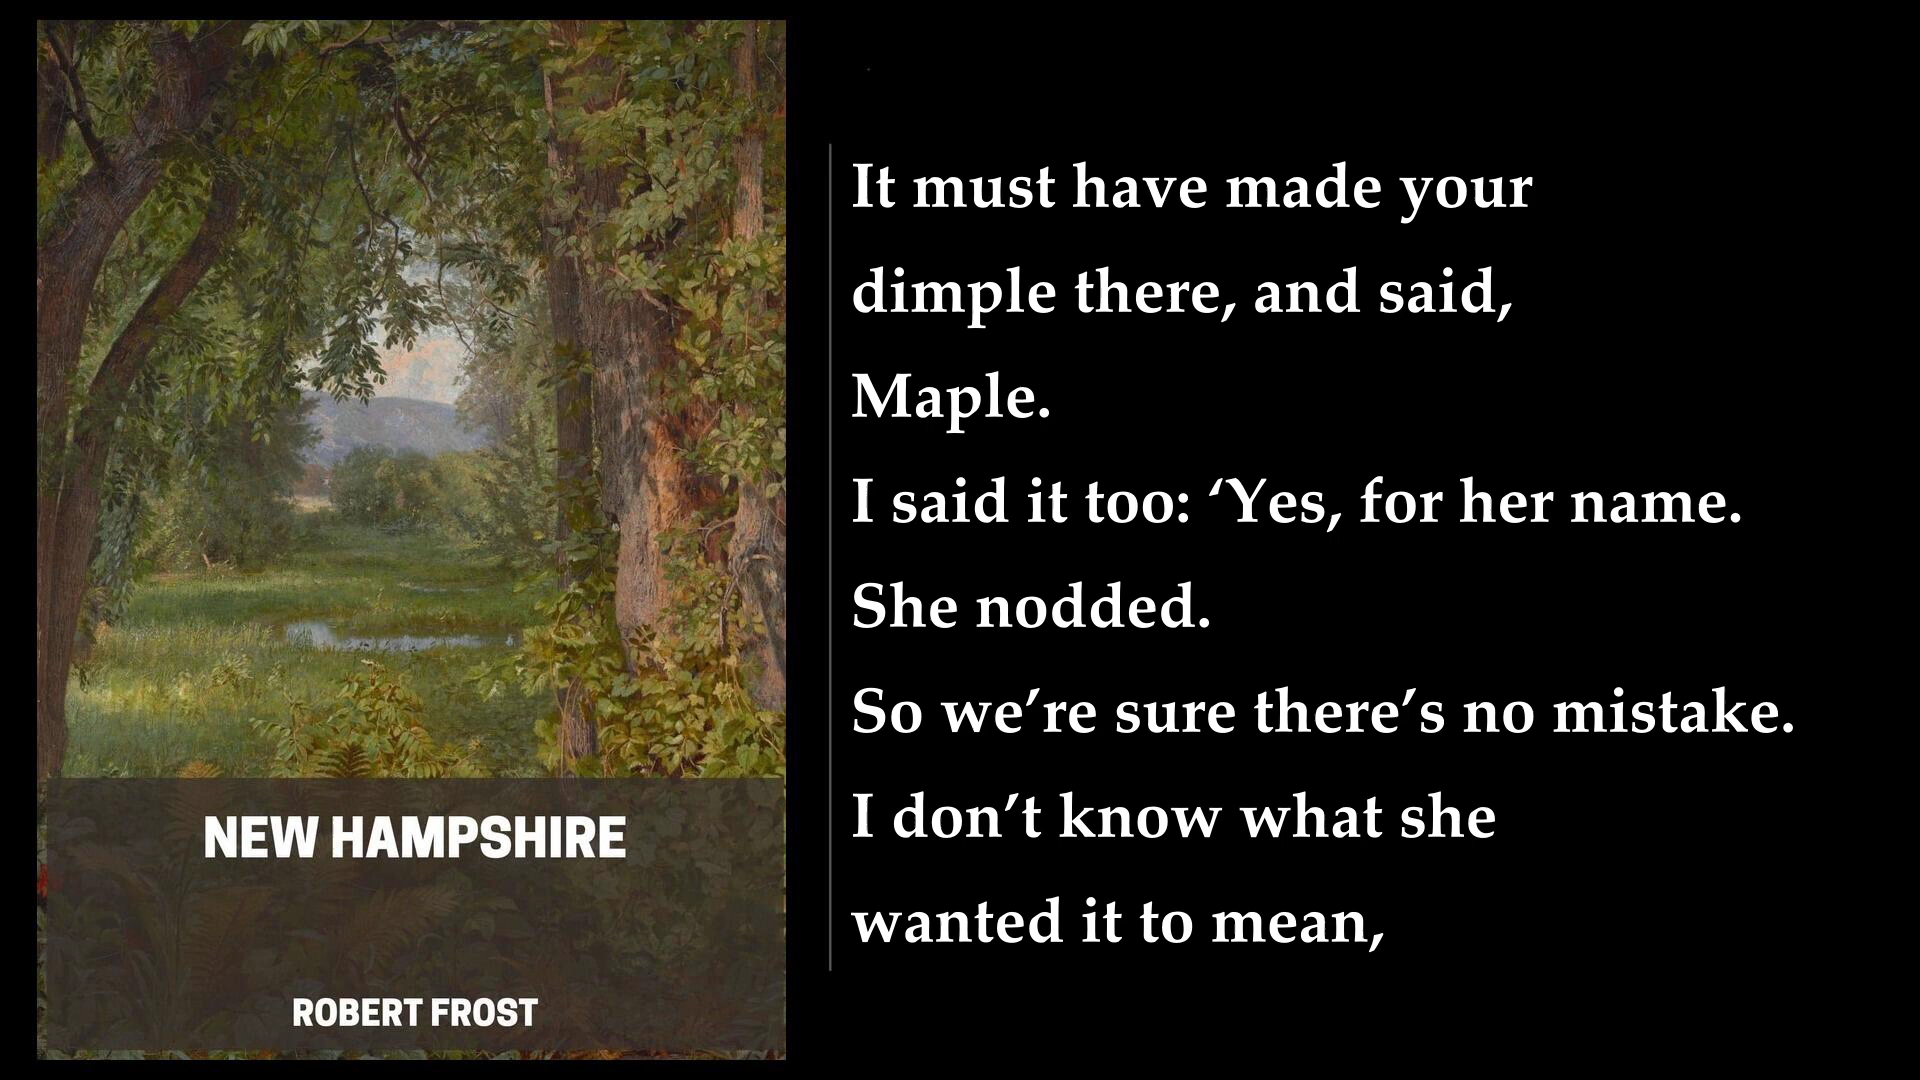 NEW HAMPSHIRE
ROBERT FROST
It must have made your
dimple there, and said,
Maple.
I said it too: ‘Yes, for her name.
She nodded.
So we’re sure there’s no mistake.
I don’t know what she
wanted it to mean,